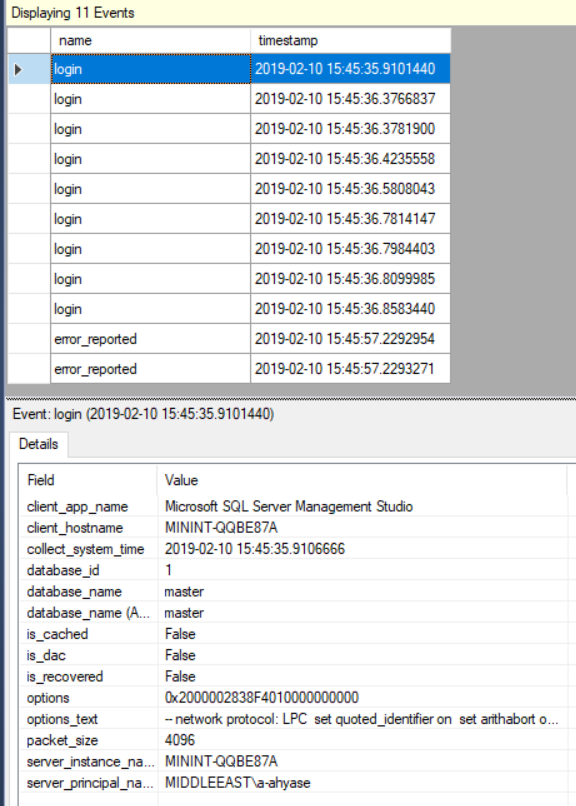 Displaying 11 Events
name timestamp
login 2019-02-10 15:45:35.9101440
login 2019-02-10 15:45:36.3766837
login 2019-02-10 15:45:36.3781900
login 2019-02-10 15:45:36.4235558
login 2019-02-10 15:45:36.5808043
login 2019-02-10 15:45:36.7814147
login 2019-02-10 15:45:36.7984403
login 2019-02-10 15:45:36.8099985
login 2019-02-10 15:45:36.8583440
error_reported 2019-02-10 15:45:57.2292954
error_reported 2019-02-10 15:45:57.2293271
Event: login (2019-02-10 15:45:35.9101440)
Details
Field Value
client_app_name Microsoft SQL Server Management Studio
client_hostname MININT-QQBE87A
collect_system_time 2019-02-10 15:45:35.9106666
database_id 1
database_name master
database_name (A... master
is_cached False
is_dac False
is_recovered False
options 0x2000002838F4010000000000
options_text -- network protocol: LPC set quoted_identifier on set arithabort o...
packet_size 4096
server_instance_na... MININT-QQBE87A
server_principal_na... MIDDLEEAST\a-ahyase